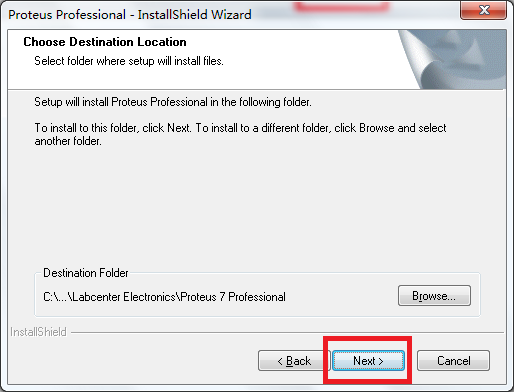 Proteus Professional - InstallShield Wizard
Choose Destination Location
Select folder where setup will install files.
Setup will install Proteus Professional in the following folder.
To install to this folder, click Next. To install to a different folder, click Browse and select
another folder.
Destination Folder
C:\...\Labcenter Electronics\Proteus 7 Professional
Browse...
InstallShield
< Back
Next >
Cancel